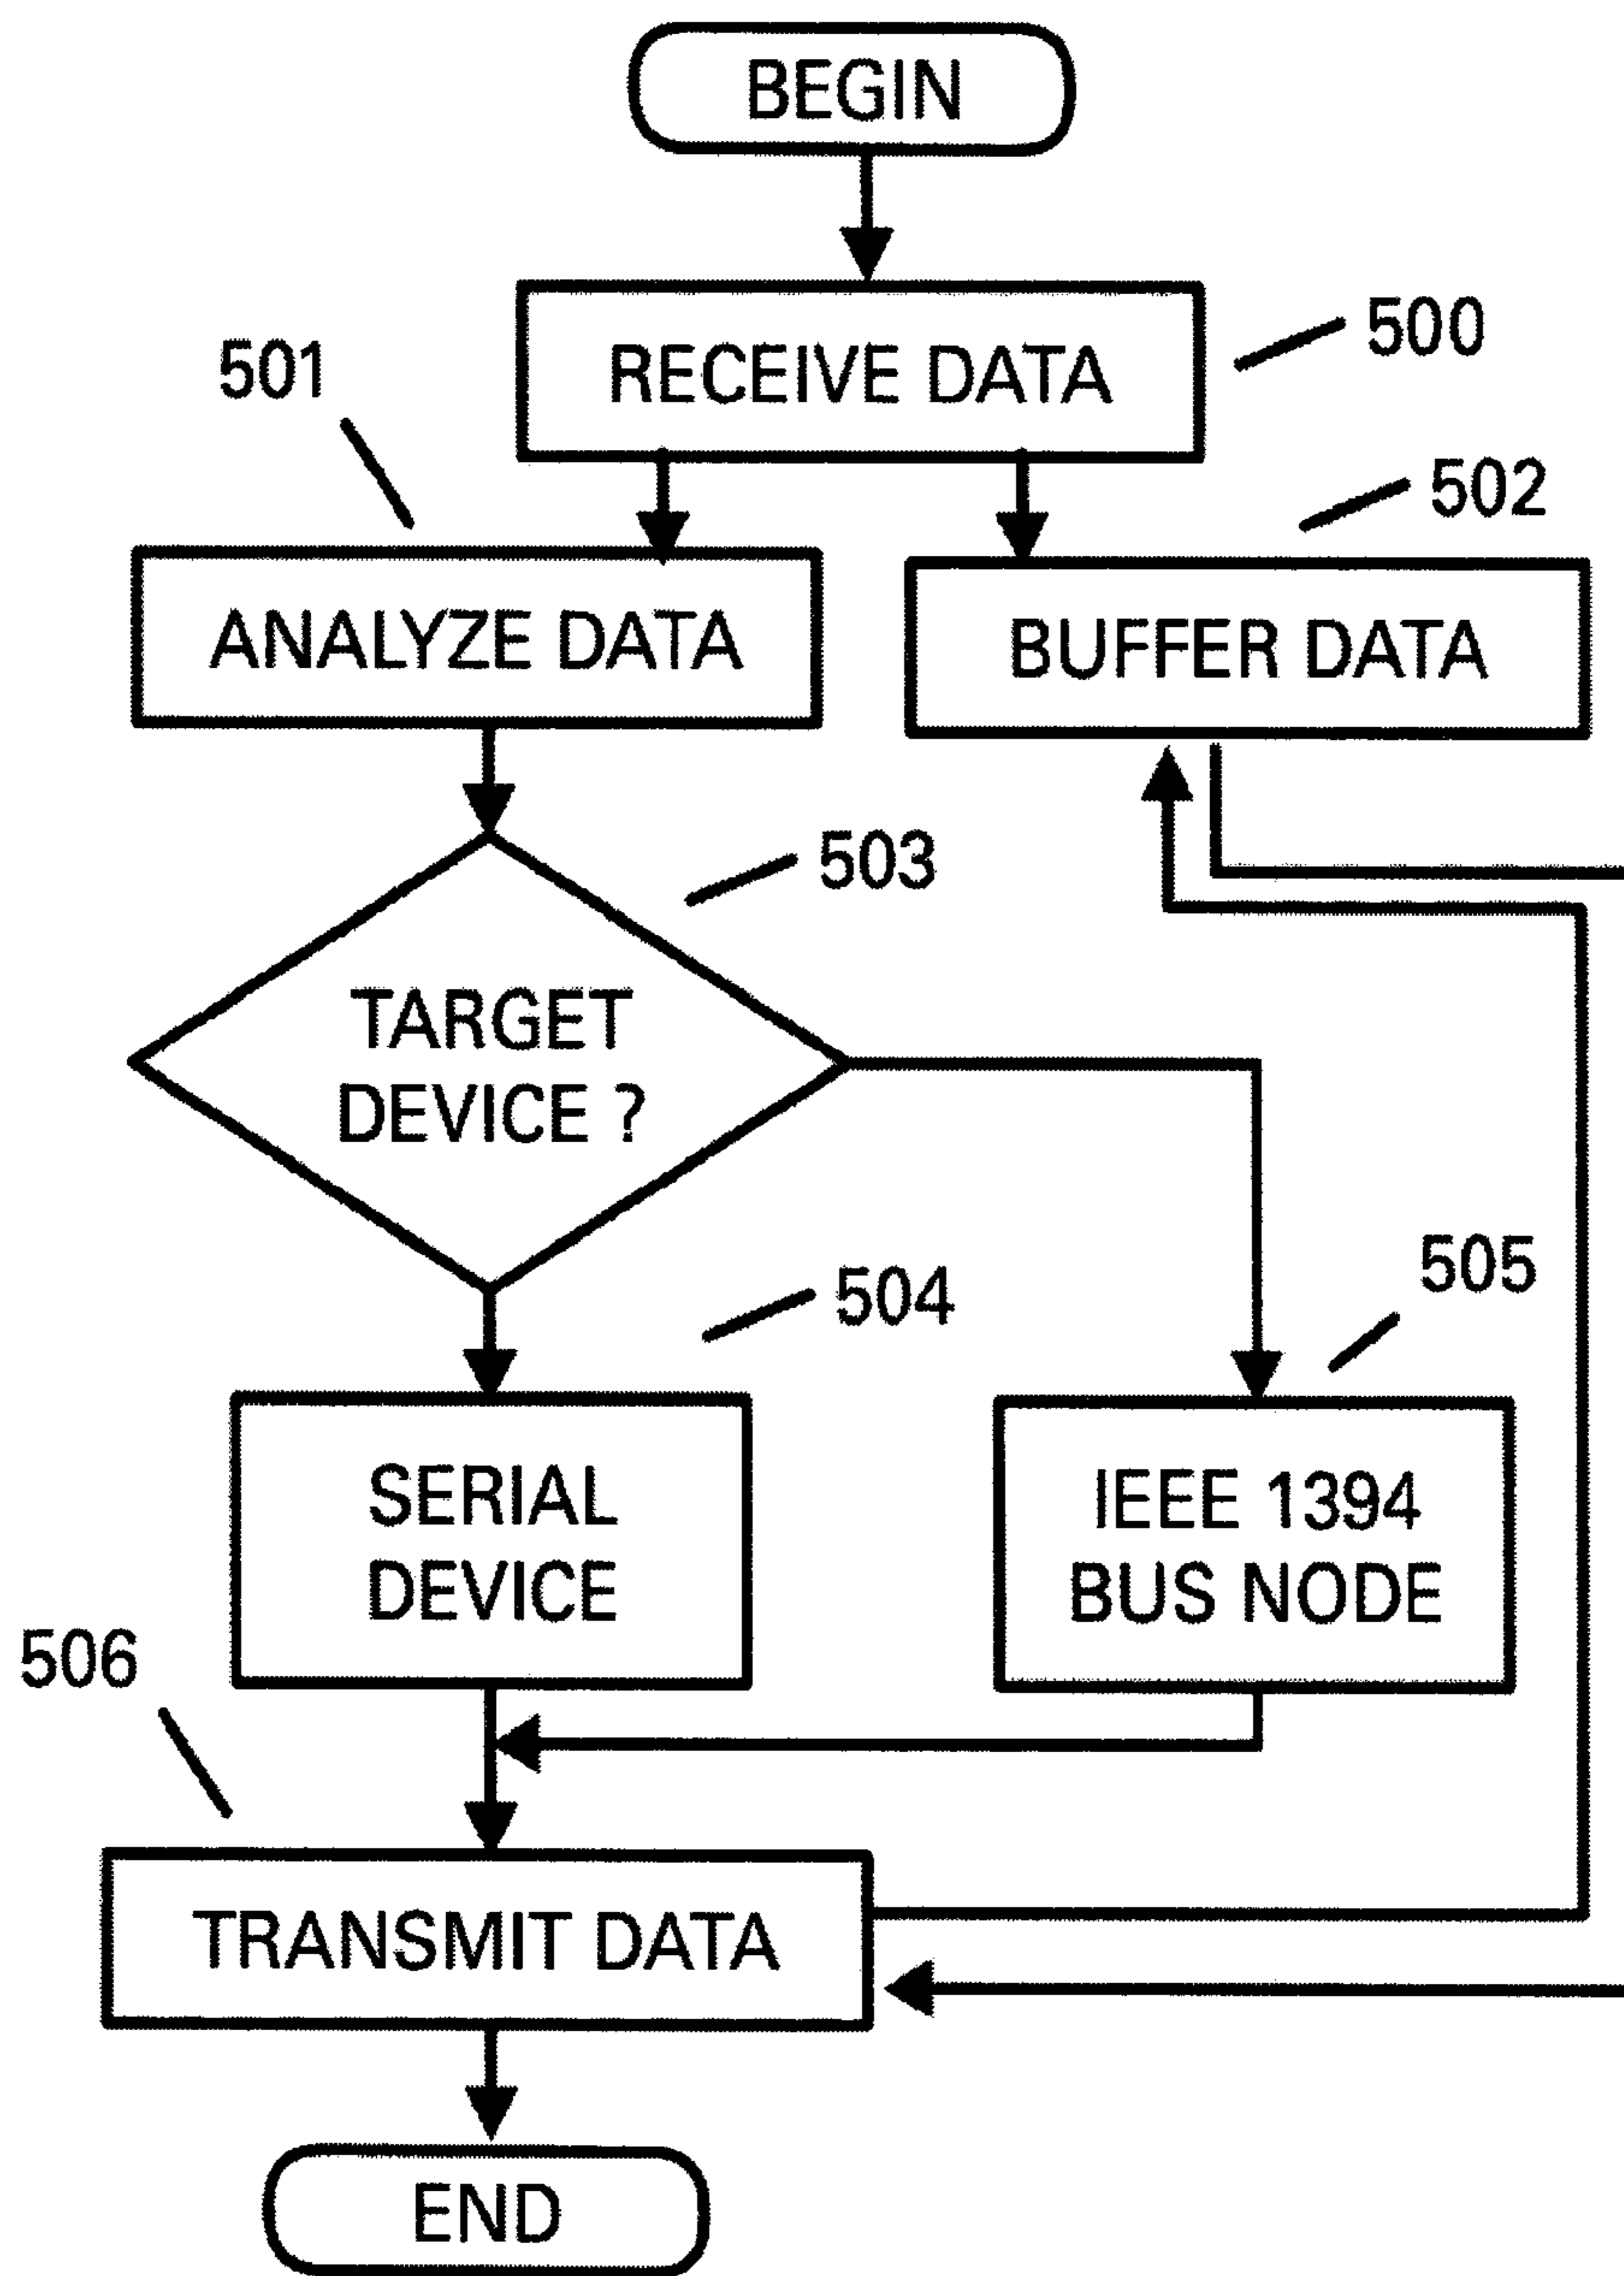 BEGIN
RECEIVE DATA
500
501
502
ANALYZE DATA
BUFFER DATA
503
TARGET
DEVICE ?
504
505
SERIAL
DEVICE
IEEE 1394
BUS NODE
506
TRANSMIT DATA
END